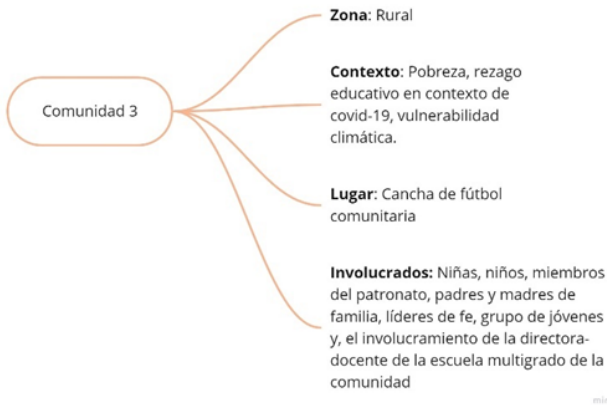 Comunidad 3
Zona: Rural
Contexto: Pobreza, rezago
educativo en contexto de
covid-19, vulnerabilidad
climática.
Lugar: Cancha de fútbol
comunitaria
Involucrados: Niñas, niños, miembros
del patronato, padres y madres de
familia, líderes de fe, grupo de jóvenes
y, el involucramiento de la directora-
docente de la escuela multigrado de la
comunidad